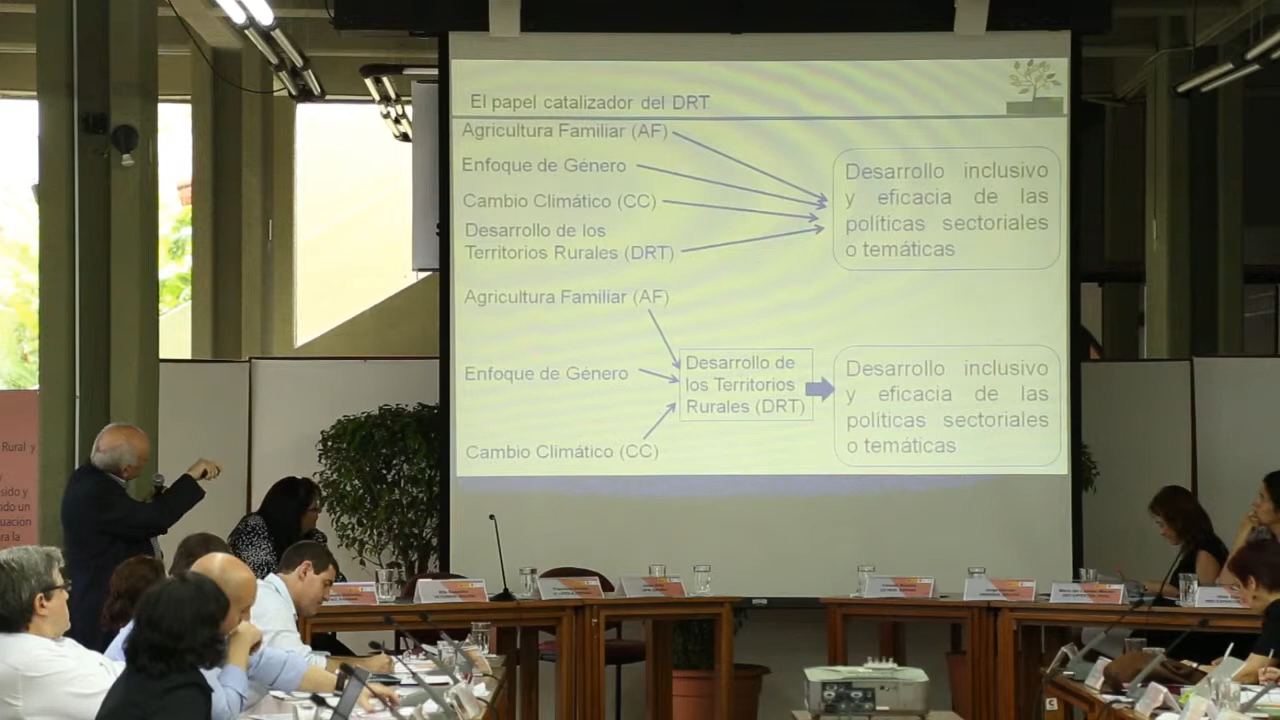 El papel catalizador del DRT
Agricultura Familiar (AF)
Enfoque de Género
Cambio Climático (CC)
Desarrollo de los
Territorios Rurales (DRT)
Desarrollo inclusivo
y eficacia de las
políticas sectoriales
o temáticas
Agricultura Familiar (AF)
Enfoque de Género
Cambio Climático (CC)
Desarrollo de
los Territorios
Rurales (DRT)
Desarrollo inclusivo
y eficacia de las
políticas sectoriales
o temáticas
Rural y